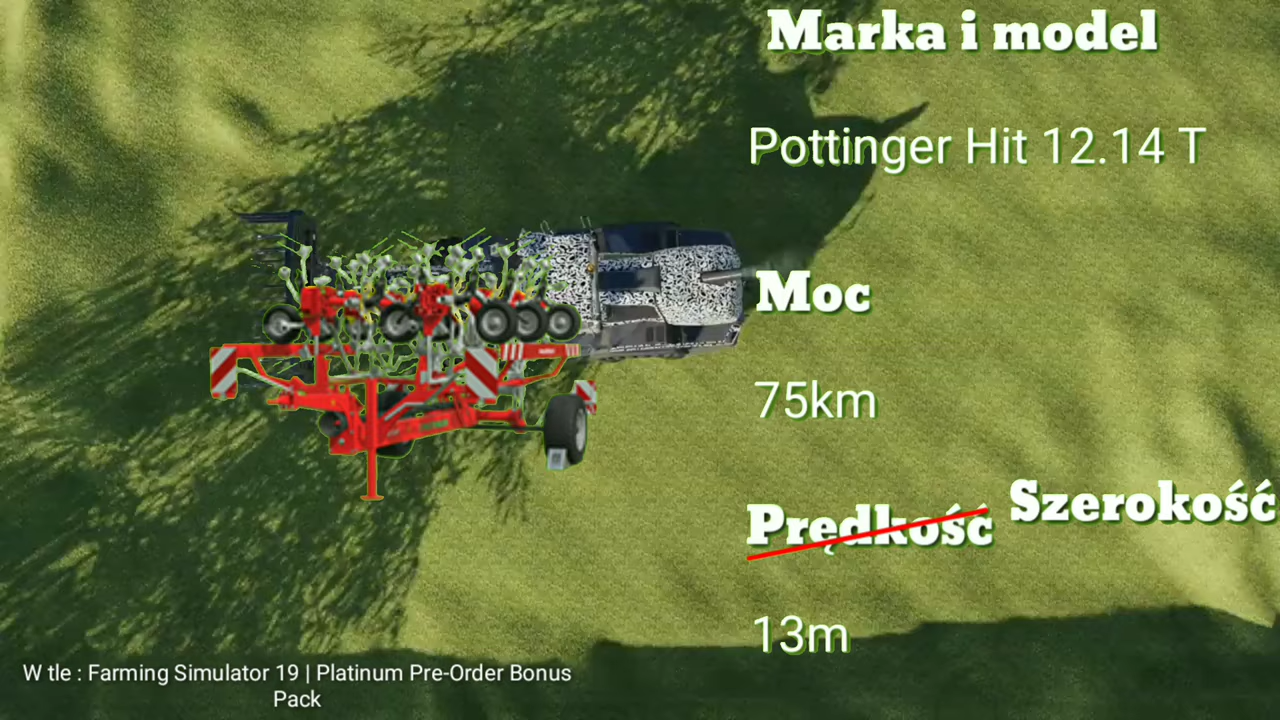 Marka i model
Pottinger Hit 12.14 T
Moc
75km
Prędkość Szerokość
13m
W tle : Farming Simulator 19 | Platinum Pre-Order Bonus
Pack